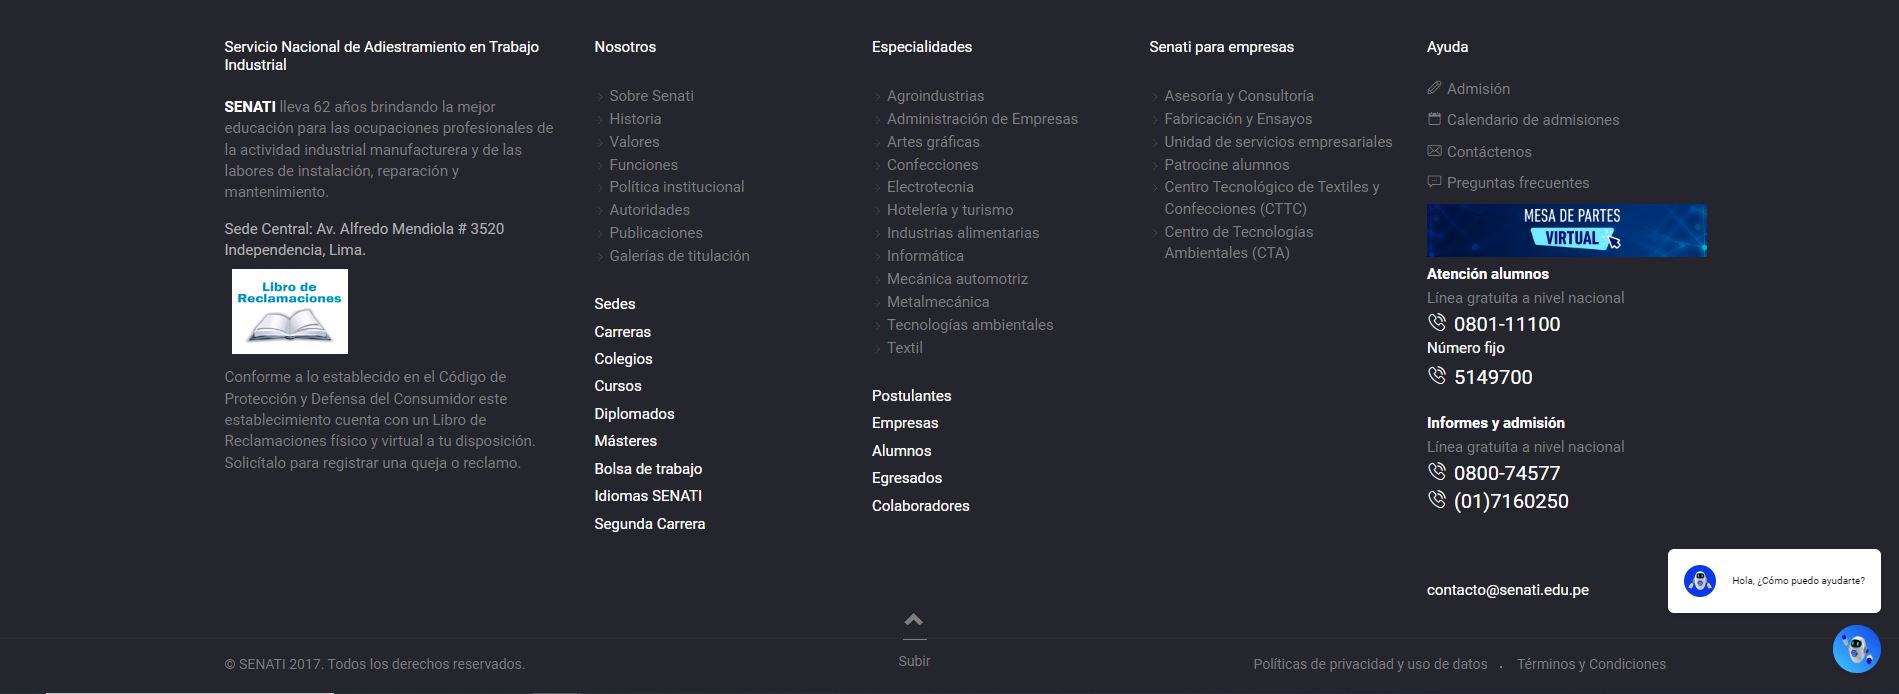 Servicio Nacional de Adiestramiento en Trabajo
Industrial
SENATI lleva 62 años brindando la mejor
educación para las ocupaciones profesionales de
la actividad industrial manufacturera y de las
labores de instalación, reparación y
mantenimiento.
Sede Central: Av. Alfredo Mendiola # 3520
Independencia, Lima.
Libro de
Reclamaciones
Conforme a lo establecido en el Código de
Protección y Defensa del Consumidor este
establecimiento cuenta con un Libro de
Reclamaciones físico y virtual a tu disposición.
Solicítalo para registrar una queja o reclamo.
Nosotros
Sobre Senati
Historia
Valores
Funciones
Política institucional
Autoridades
Publicaciones
Galerías de titulación
Sedes
Carreras
Colegios
Cursos
Diplomados
Másteres
Bolsa de trabajo
Idiomas SENATI
Segunda Carrera
Especialidades
Agroindustrias
Administración de Empresas
Artes gráficas
Confecciones
Electrotecnia
Hotelería y turismo
Industrias alimentarias
Informática
Mecánica automotriz
Metalmecánica
Tecnologías ambientales
Textil
Postulantes
Empresas
Alumnos
Egresados
Colaboradores
Senati para empresas
Asesoría y Consultoría
Fabricación y Ensayos
Unidad de servicios empresariales
Patrocine alumnos
Centro Tecnológico de Textiles y
Confecciones (CTTC)
Centro de Tecnologías
Ambientales (CTA)
Ayuda
Admisión
Calendario de admisiones
Contáctenos
Preguntas frecuentes
MESA DE PARTES
VIRTUAL
Atención alumnos
Línea gratuita a nivel nacional
0801-11100
Número fijo
5149700
Informes y admisión
Línea gratuita a nivel nacional
0800-74577
(01)7160250
contacto@senati.edu.pe
Hola, ¿Cómo puedo ayudarte?
© SENATI 2017. Todos los derechos reservados.
Subir
Políticas de privacidad y uso de datos . Términos y Condiciones